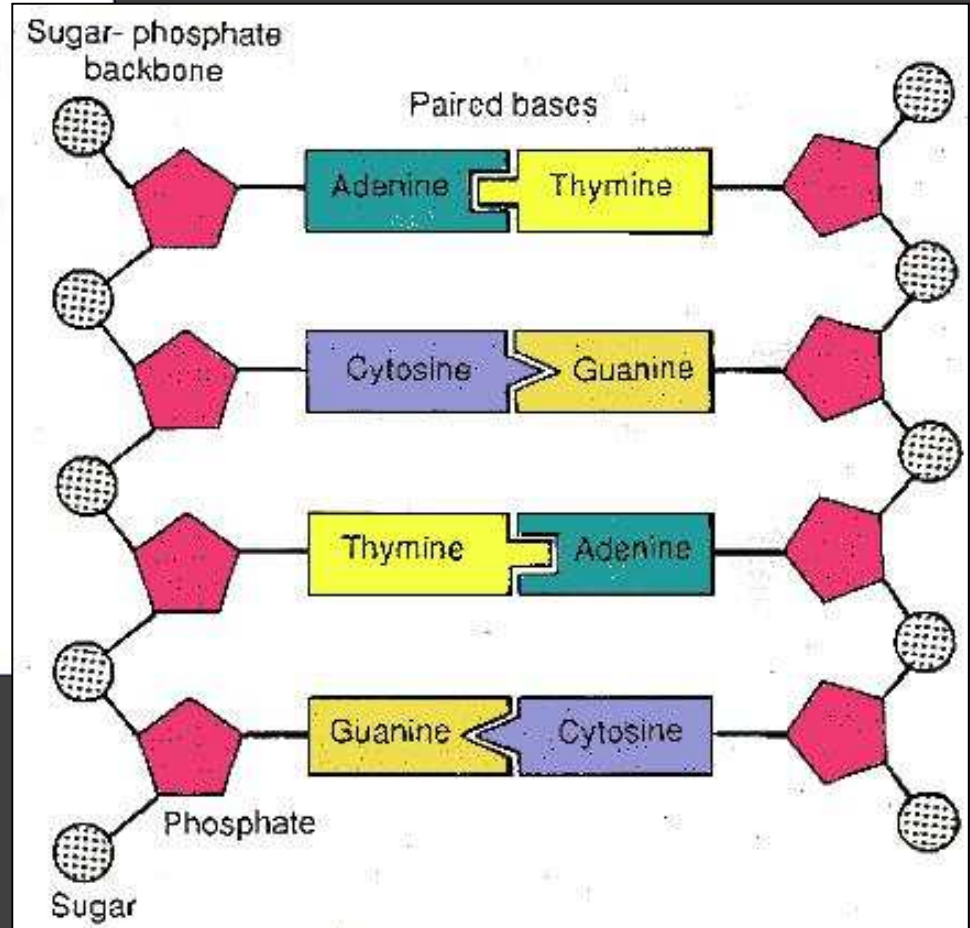 Sugar- phosphate
backbone
Paired bases
Adenine
Thymine
Cytosine
Guanine
Thymine
Adenine
Guanine
Cytosine
Phosphate
Sugar